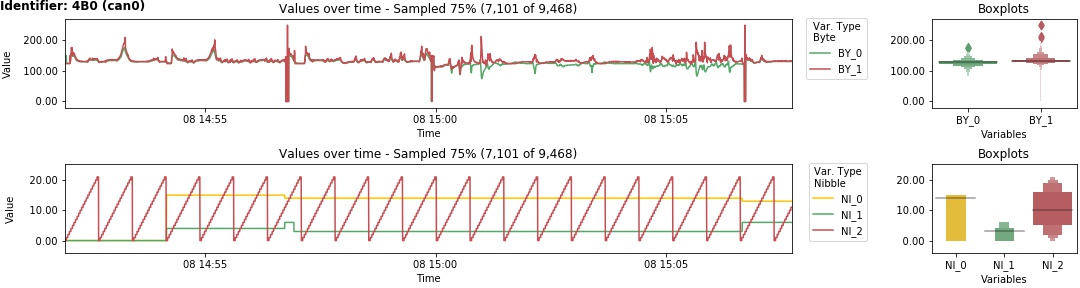 Identifier: 4B0 (can0)
Values over time - Sampled 75% (7,101 of 9,468)
Value
200.00
100.00
0.00
08 14:55
08 15:00
08 15:05
Time
Var. Type
Byte
BY_0
BY_1
Boxplots
200.00
100.00
0.00
BY_0
BY_1
Variables
Values over time - Sampled 75% (7,101 of 9,468)
Value
20.00
10.00
0.00
08 14:55
08 15:00
08 15:05
Time
Var. Type
Nibble
NI_0
NI_1
NI_2
Boxplots
20.00
10.00
0.00
NI_0
NI_1
NI_2
Variables